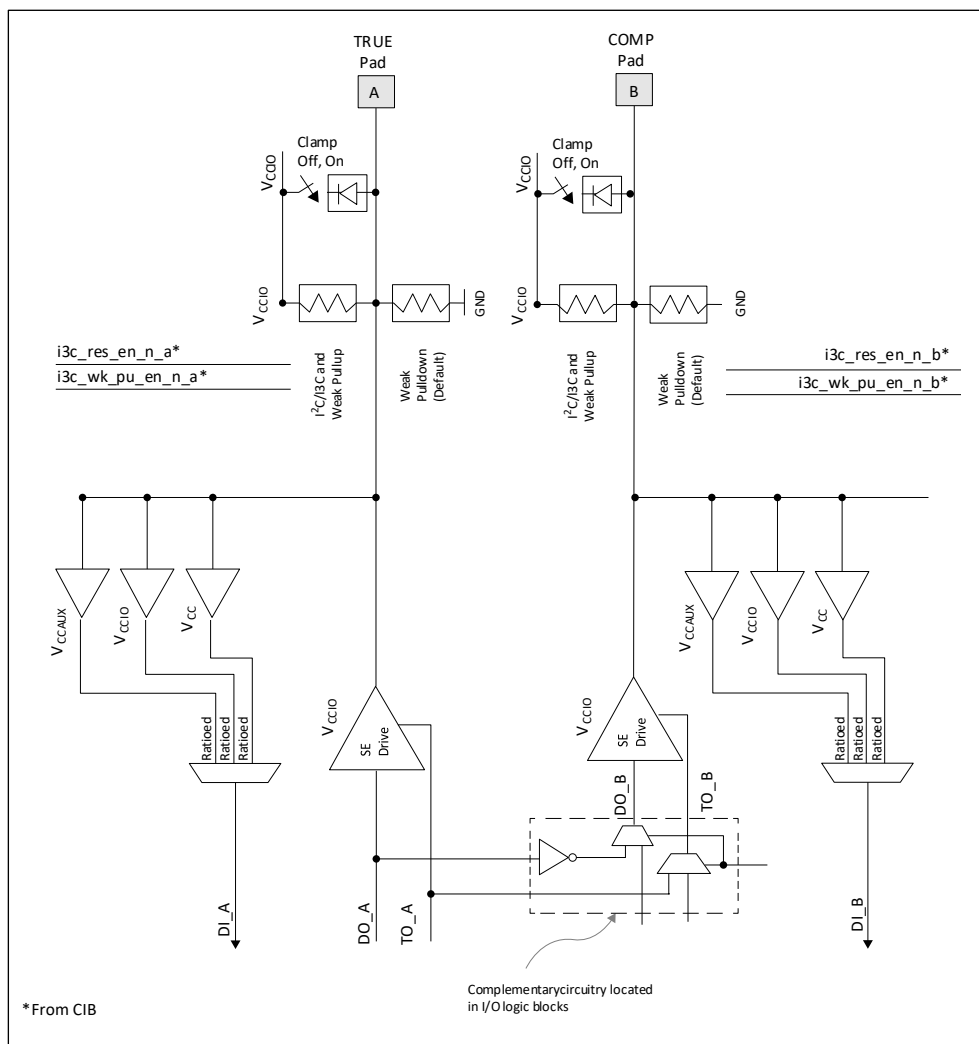 TRUE
Pad
A
COMP
Pad
B
Clamp
Off, On
VCCIO
Clamp
Off, On
VCCIO
VCCIO
GND
VCCIO
GND
i3c_res_en_n_a*
i3c_wk_pu_en_n_a*
I²C/I3C and
Weak Pullup
Weak
Pulldown
(Default)
I²C/I3C and
Weak Pullup
Weak
Pulldown
(Default)
i3c_res_en_n_b*
i3c_wk_pu_en_n_b*
VCCAUX
VCCIO
VCC
VCCAUX
VCCIO
VCC
Ratioed
Ratioed
Ratioed
VCCIO
SE
Drive
VCCIO
SE
Drive
Ratioed
Ratioed
Ratioed
DO_B
TO_B
DI_A
DO_A
TO_A
DI_B
Complementarycircuitry located
in I/O logic blocks
*From CIB